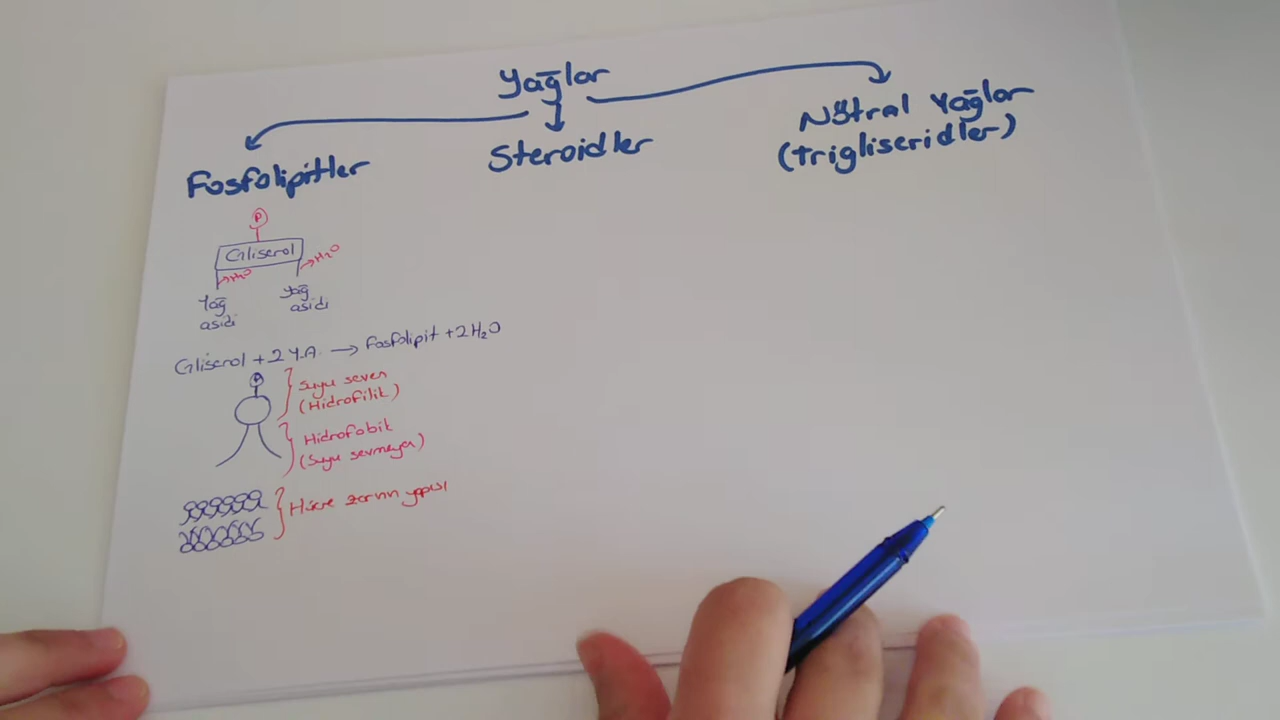 Yağlar
Fosfolipitler
Steroidler
Nötral Yağlar
(Trigliseridler)
P
Gliserol
H₂O
H₂O
Yağ
asidi
Yağ
asidi
Gliserol + 2 Y.A. → Fosfolipit + 2H₂O
P
Suyu seven
(Hidrofilik)
Hidrofobik
(Suyu sevmeyen)
Hücre zarının yapısı